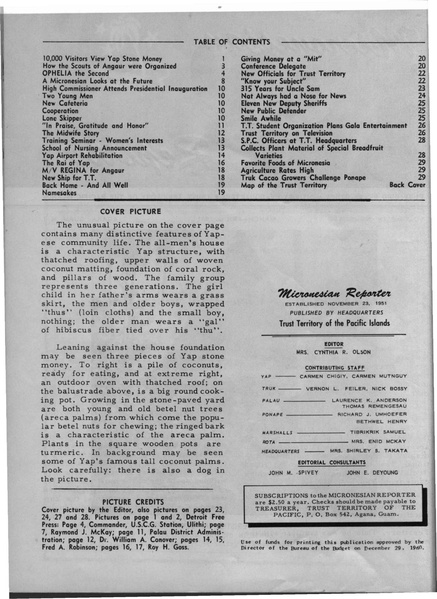 TABLE OF CONTENTS
10,000 Visitors View Yap Stone Money 1
How the Scouts of Angaur were Organized 3
OPHELIA the Second 4
A Micronesian Looks at the Future 8
High Commissioner Attends Presidential Inauguration 10
Two Young Men 10
New Cafeteria 10
Cooperation 10
Lone Skipper 10
"In Praise, Gratitude and Honor" 11
The Midwife Story 12
Training Seminar - Women's Interests 13
School of Nursing Announcement 13
Yap Airport Rehabilitation 14
The Rai of Yap 16
M/V REGINA for Angaur 18
New Ship for T.T. 18
Back Home - And All Well 19
Namesakes 19
Giving Money at a "Mit" 20
Conference Delegate 20
New Officials for Trust Territory 22
"Know your Subject" 22
315 Years for Uncle Sam 23
Nat Always had a Nose for News 24
Eleven New Deputy Sheriffs 25
New Public Defender 25
Smile Awhile 25
T.T. Student Organization Plans Gala Entertainment 26
Trust Territory on Television 26
S.P.C. Officers at T.T. Headquarters 28
Collects Plant Material of Special Breadfruit
Varieties 28
Favorite Foods of Micronesia 29
Agriculture Rates High 29
Truk Cacao Growers Challenge Ponape 29
Map of the Trust Territory Back Cover
COVER PICTURE
The unusual picture on the cover page
contains many distinctive features of Yap-
ese community life. The all-men's house
is a characteristic Yap structure, with
thatched roofing, upper walls of woven
coconut matting, foundation of coral rock,
and pillars of wood. The family group
represents three generations. The girl
child in her father's arms wears a grass
skirt, the men and older boys, wrapped
"thus" (loin cloths) and the small boy,
nothing; the older man wears a "gal"
of hibiscus fiber tied over his "thu".
Leaning against the house foundation
may be seen three pieces of Yap stone
money. To right is a pile of coconuts,
ready for eating, and at extreme right,
an outdoor oven with thatched roof; on
the balustrade above, is a big round cook-
ing pot. Growing in the stone-paved yard
are both young and old betel nut trees
(areca palms) from which come the popu-
lar betel nuts for chewing; the ringed bark
is a characteristic of the areca palm.
Plants in the square wooden pots are
turmeric. In background may be seen
some of Yap's famous tall coconut palms.
Look carefully: there is also a dog in
the picture.
PICTURE CREDITS
Cover picture by the Editor, also pictures on pages 23,
24, 27 and 28. Pictures on page 1 and 2, Detroit Free
Press: Page 4, Commander, U.S.C.G. Station, Ulithi; page
7, Raymond J. McKay; page 11, Palau District Adminis-
tration; page 12, Dr. William A. Conover; pages 14, 15,
Fred A. Robinson; pages 16, 17, Roy H. Goss.
Micronesian Reporter
ESTABLISHED NOVEMBER 23, 1951
PUBLISHED BY HEADQUARTERS
Trust Territory of the Pacific Islands
EDITOR
MRS. CYNTHIA R. OLSON
CONTRIBUTING STAFF
YAP CARMEN CHIGIY, CARMEN MUTNGUY
TRUK VERNON L. FEILER, NICK BOSSY
PALAU LAURENCE K. ANDERSON
THOMAS REMENGESAU
PONAPE RICHARD J. UMHOEFER
BETHWEL HENRY
MARSHALLS TIBRIKRIK SAMUEL
ROTA MRS. ENID MCKAY
HEADQUARTERS MRS. SHIRLEY S. TAKATA
EDITORIAL CONSULTANTS
JOHN M. SPIVEY JOHN E. DEYOUNG
SUBSCRIPTIONS to the MICRONESIAN REPORTER
are $2.50 a year. Checks should be made payable to
TREASURER, TRUST TERRITORY OF THE
PACIFIC, P. O. Box 542, Agana, Guam.
Use of funds for printing this publication approved by the
Director of the Bureau of the Budget on December 29,